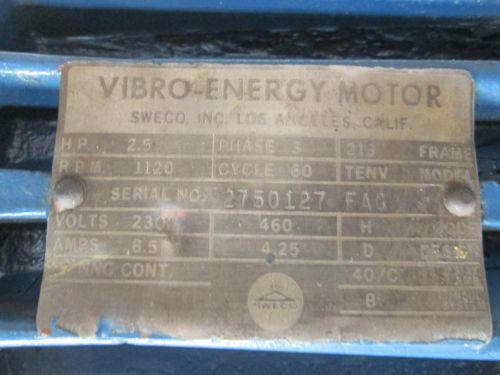 VIBRO-ENERGY MOTOR
SWECO, INC. LOS ANGELES, CALIF.
H.P. 2.5 PHASE 3 213 FRAME
R.P.M. 1120 CYCLE 60 TENV MODEL
SERIAL NO. 2750127 FAG
VOLTS 230 460 H CODE
AMPS 8.5 4.25 D DES
CONT. 40/C
B
SWECO